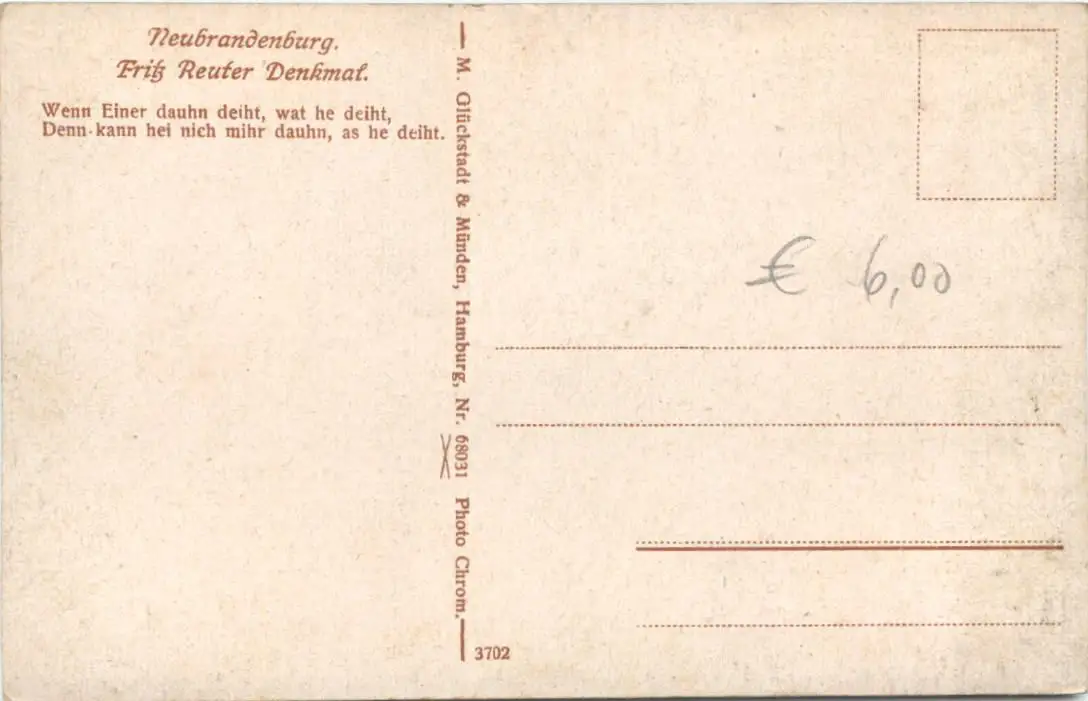 Neubrandenburg.
Fritz Reuter Denkmal.
Wenn Einer dauhn deiht, wat he deiht,
Denn kann hei nich mihr dauhn, as he deiht.
M. Glückstadt & Münden, Hamburg, Nr. 68031 Photo Chrom.
3702
€ 6,00